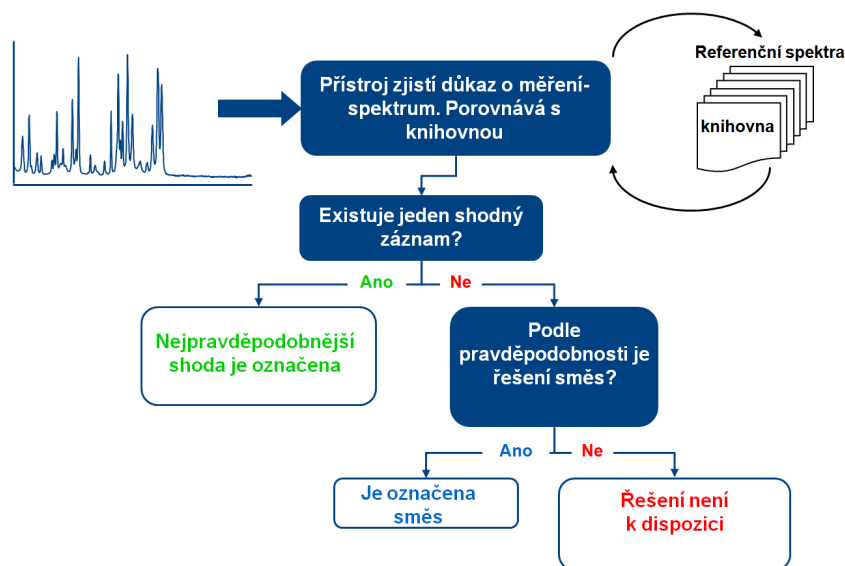 Přístroj zjistí důkaz o měření-
spektrum. Porovnává s
knihovnou
Referenční spektra
knihovna
Existuje jeden shodný
záznam?
Ano
Ne
Nejpravděpodobnější
shoda je označena
Podle
pravděpodobnosti je
řešení směs?
Ano
Ne
Je označena
směs
Řešení není
k dispozici